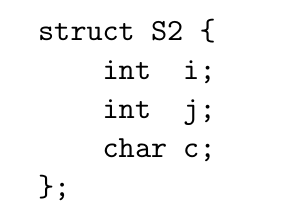 struct S2 {
    int  i;
    int  j;
    char c;
};